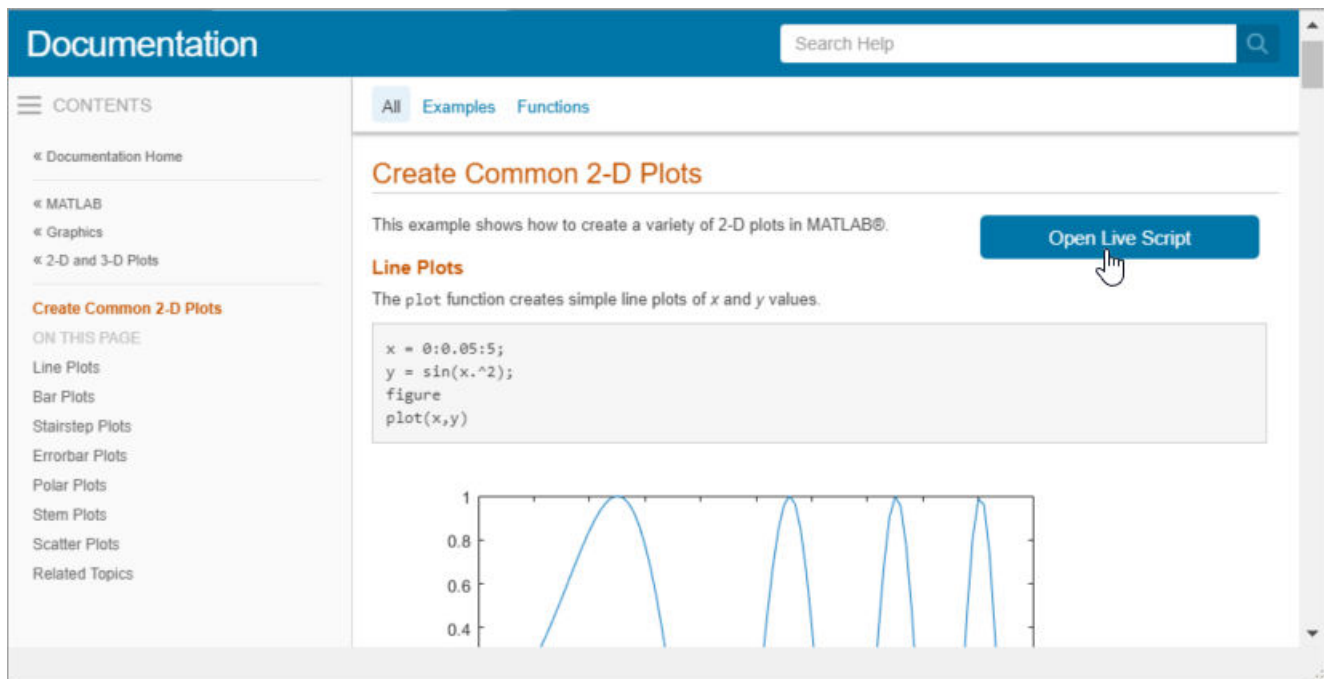 Documentation
Search Help
CONTENTS
« Documentation Home
« MATLAB
« Graphics
« 2-D and 3-D Plots
Create Common 2-D Plots
ON THIS PAGE
Line Plots
Bar Plots
Stairstep Plots
Errorbar Plots
Polar Plots
Stem Plots
Scatter Plots
Related Topics
All Examples Functions
Create Common 2-D Plots
This example shows how to create a variety of 2-D plots in MATLAB®.
Open Live Script
Line Plots
The plot function creates simple line plots of x and y values.
x = 0:0.05:5;
y = sin(x.^2);
figure
plot(x,y)
1
0.8
0.6
0.4